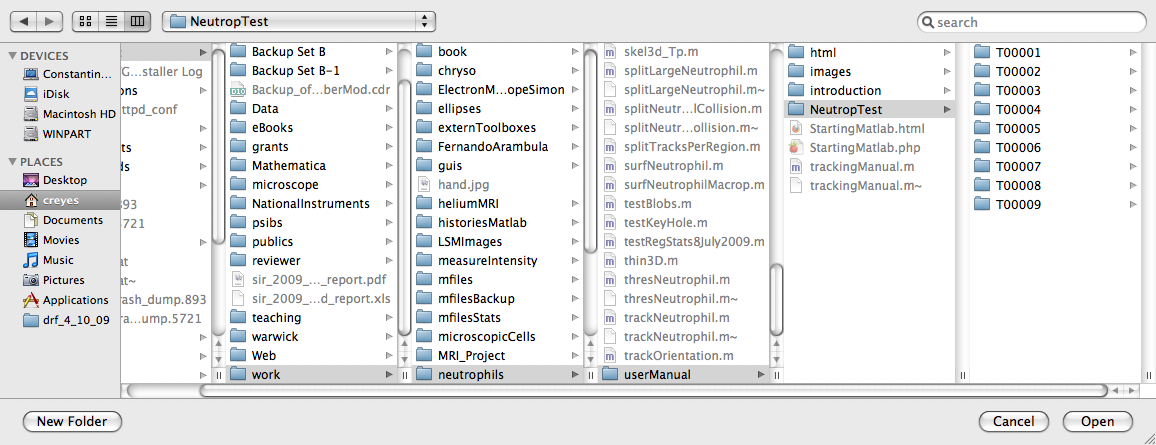 NeutropTest
search
DEVICES
Constantin...
iDisk
Macintosh HD
WINPART
PLACES
Desktop
creyes
Documents
Movies
Music
Pictures
Applications
drf_4_10_09
G...staller Log
ons
ttpd_conf
ts
ds
893
5721
at
at~
ash_dump.893
ra...ump.5721
Backup Set B
Backup Set B-1
Backup_of...berMod.cdr
Data
eBooks
grants
Mathematica
microscope
NationalInstruments
psibs
publics
reviewer
sir_2009_..._report.pdf
sir_2009_...d_report.xls
teaching
warwick
Web
work
book
chryso
ElectronM...opeSimon
ellipses
externToolboxes
FernandoArambula
guis
hand.jpg
heliumMRI
historiesMatlab
LSMImages
measureIntensity
mfiles
mfilesBackup
mfilesStats
microscopicCells
MRI_Project
neutrophils
skel3d_Tp.m
splitLargeNeutrophil.m
splitLargeNeutrophil.m~
splitNeutr...lCollision.m
splitNeutr...ollision.m~
splitTracksPerRegion.m
surfNeutrophil.m
surfNeutrophilMacrop.m
testBlobs.m
testKeyHole.m
testRegStats8July2009.m
thin3D.m
thresNeutrophil.m
thresNeutrophil.m~
trackNeutrophil.m
trackNeutrophil.m~
trackOrientation.m
userManual
html
images
introduction
NeutropTest
StartingMatlab.html
StartingMatlab.php
trackingManual.m
trackingManual.m~
T00001
T00002
T00003
T00004
T00005
T00006
T00007
T00008
T00009
New Folder
Cancel
Open